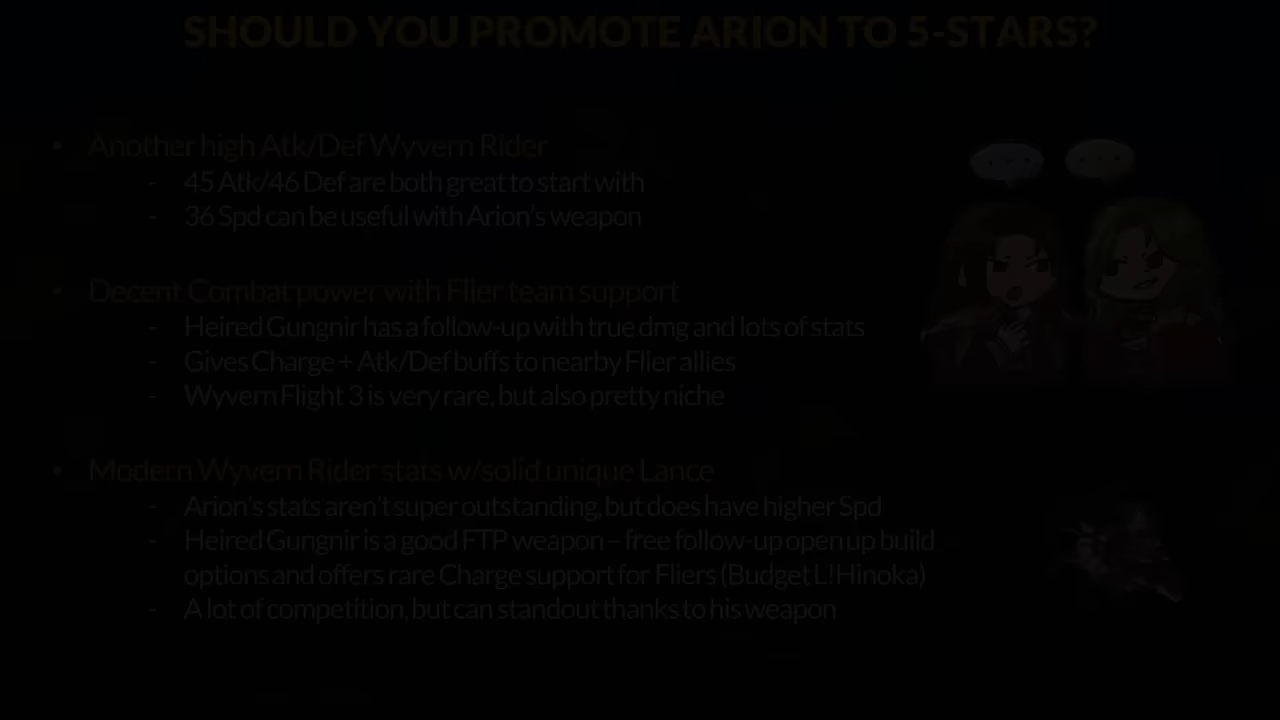 SHOULD YOU PROMOTE ARION TO 5-STARS?
• Another high Atk/Def Wyvern Rider
- 45 Atk/46 Def are both great to start with
- 36 Spd can be useful with Arion's weapon
• Decent Combat power with Flier team support
- Heired Gungnir has a follow-up with true dmg and lots of stats
- Gives Charge + Atk/Def buffs to nearby Flier allies
- Wyvern Flight 3 is very rare, but also pretty niche
• Modern Wyvern Rider stats w/solid unique Lance
- Arion's stats aren't super outstanding, but does have higher Spd
- Heired Gungnir is a good FTP weapon – free follow-up open up build
options and offers rare Charge support for Fliers (Budget L!Hinoka)
- A lot of competition, but can standout thanks to his weapon